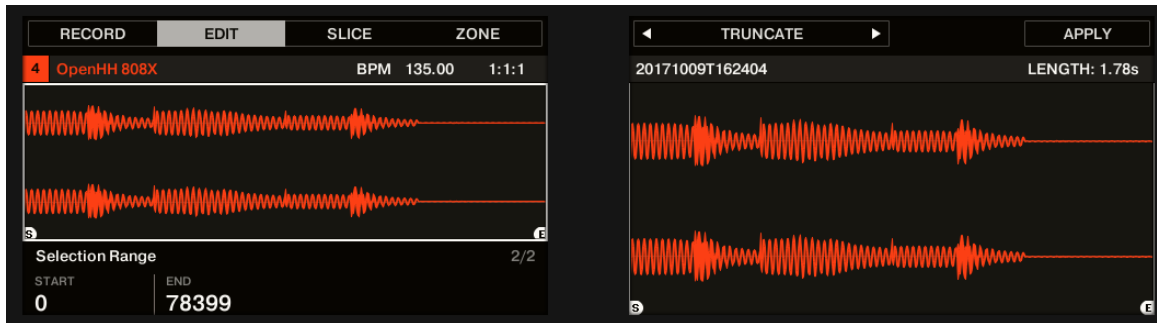 RECORD EDIT SLICE ZONE
4 OpenHH 808X BPM 135.00 1:1:1
S E
Selection Range 2/2
START END
0 78399
◀ TRUNCATE ▶ APPLY
20171009T162404 LENGTH: 1.78s
S E